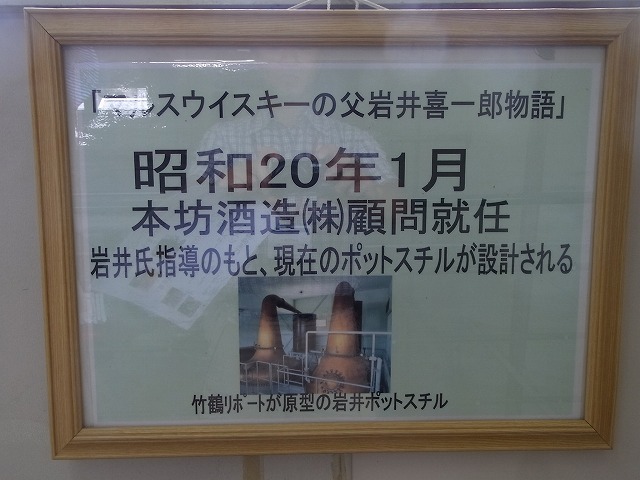 「マルスウイスキーの父岩井喜一郎物語」
昭和20年1月
本坊酒造㈱顧問就任
岩井氏指導のもと、現在のポットスチルが設計される
竹鶴ﾘﾎﾟｰﾄが原型の岩井ポットスチル